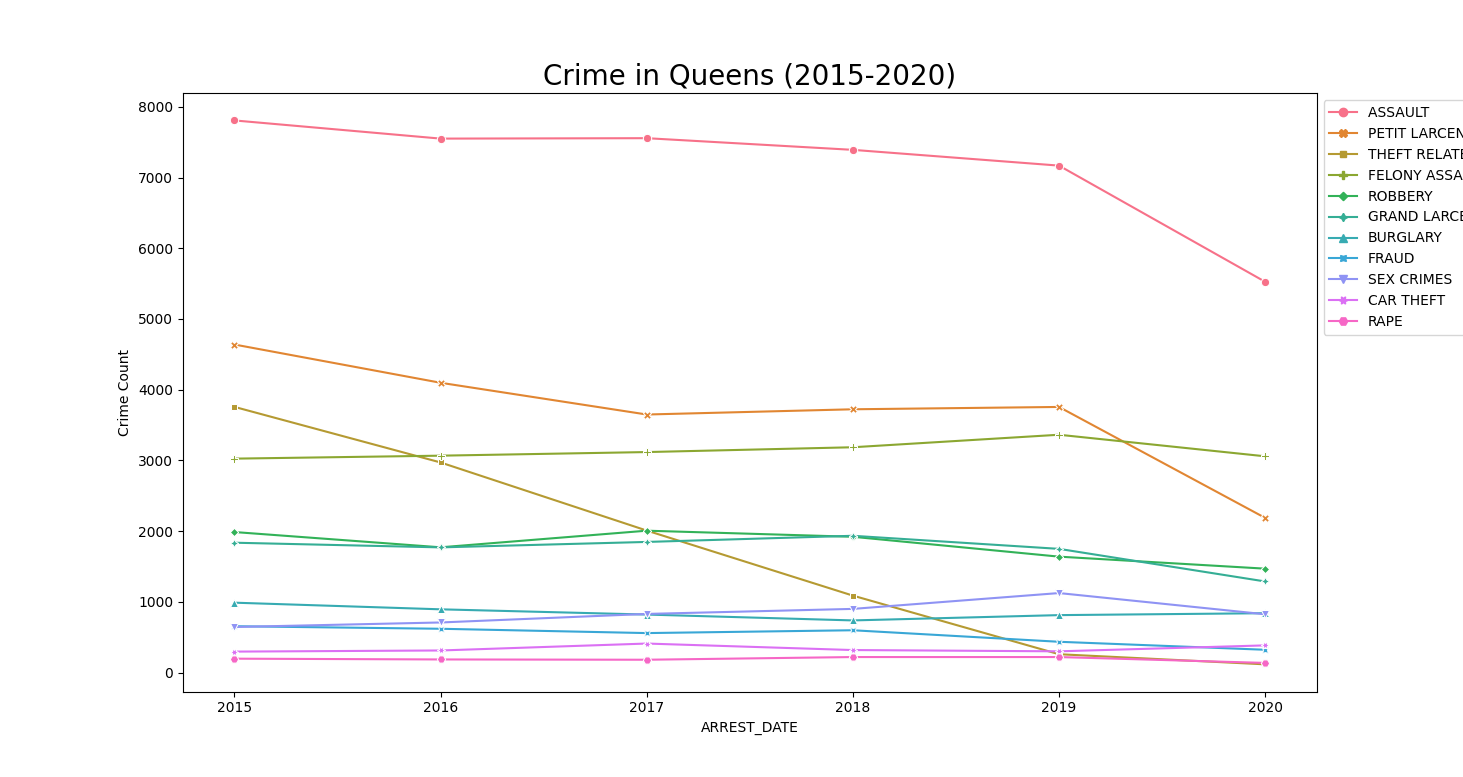 Crime in Queens (2015-2020)
8000
7000
6000
5000
4000
3000
2000
1000
0
Crime Count
2015 2016 2017 2018 2019 2020
ARREST_DATE
ASSAULT
PETIT LARCEN
THEFT RELATE
FELONY ASSA
ROBBERY
GRAND LARCE
BURGLARY
FRAUD
SEX CRIMES
CAR THEFT
RAPE